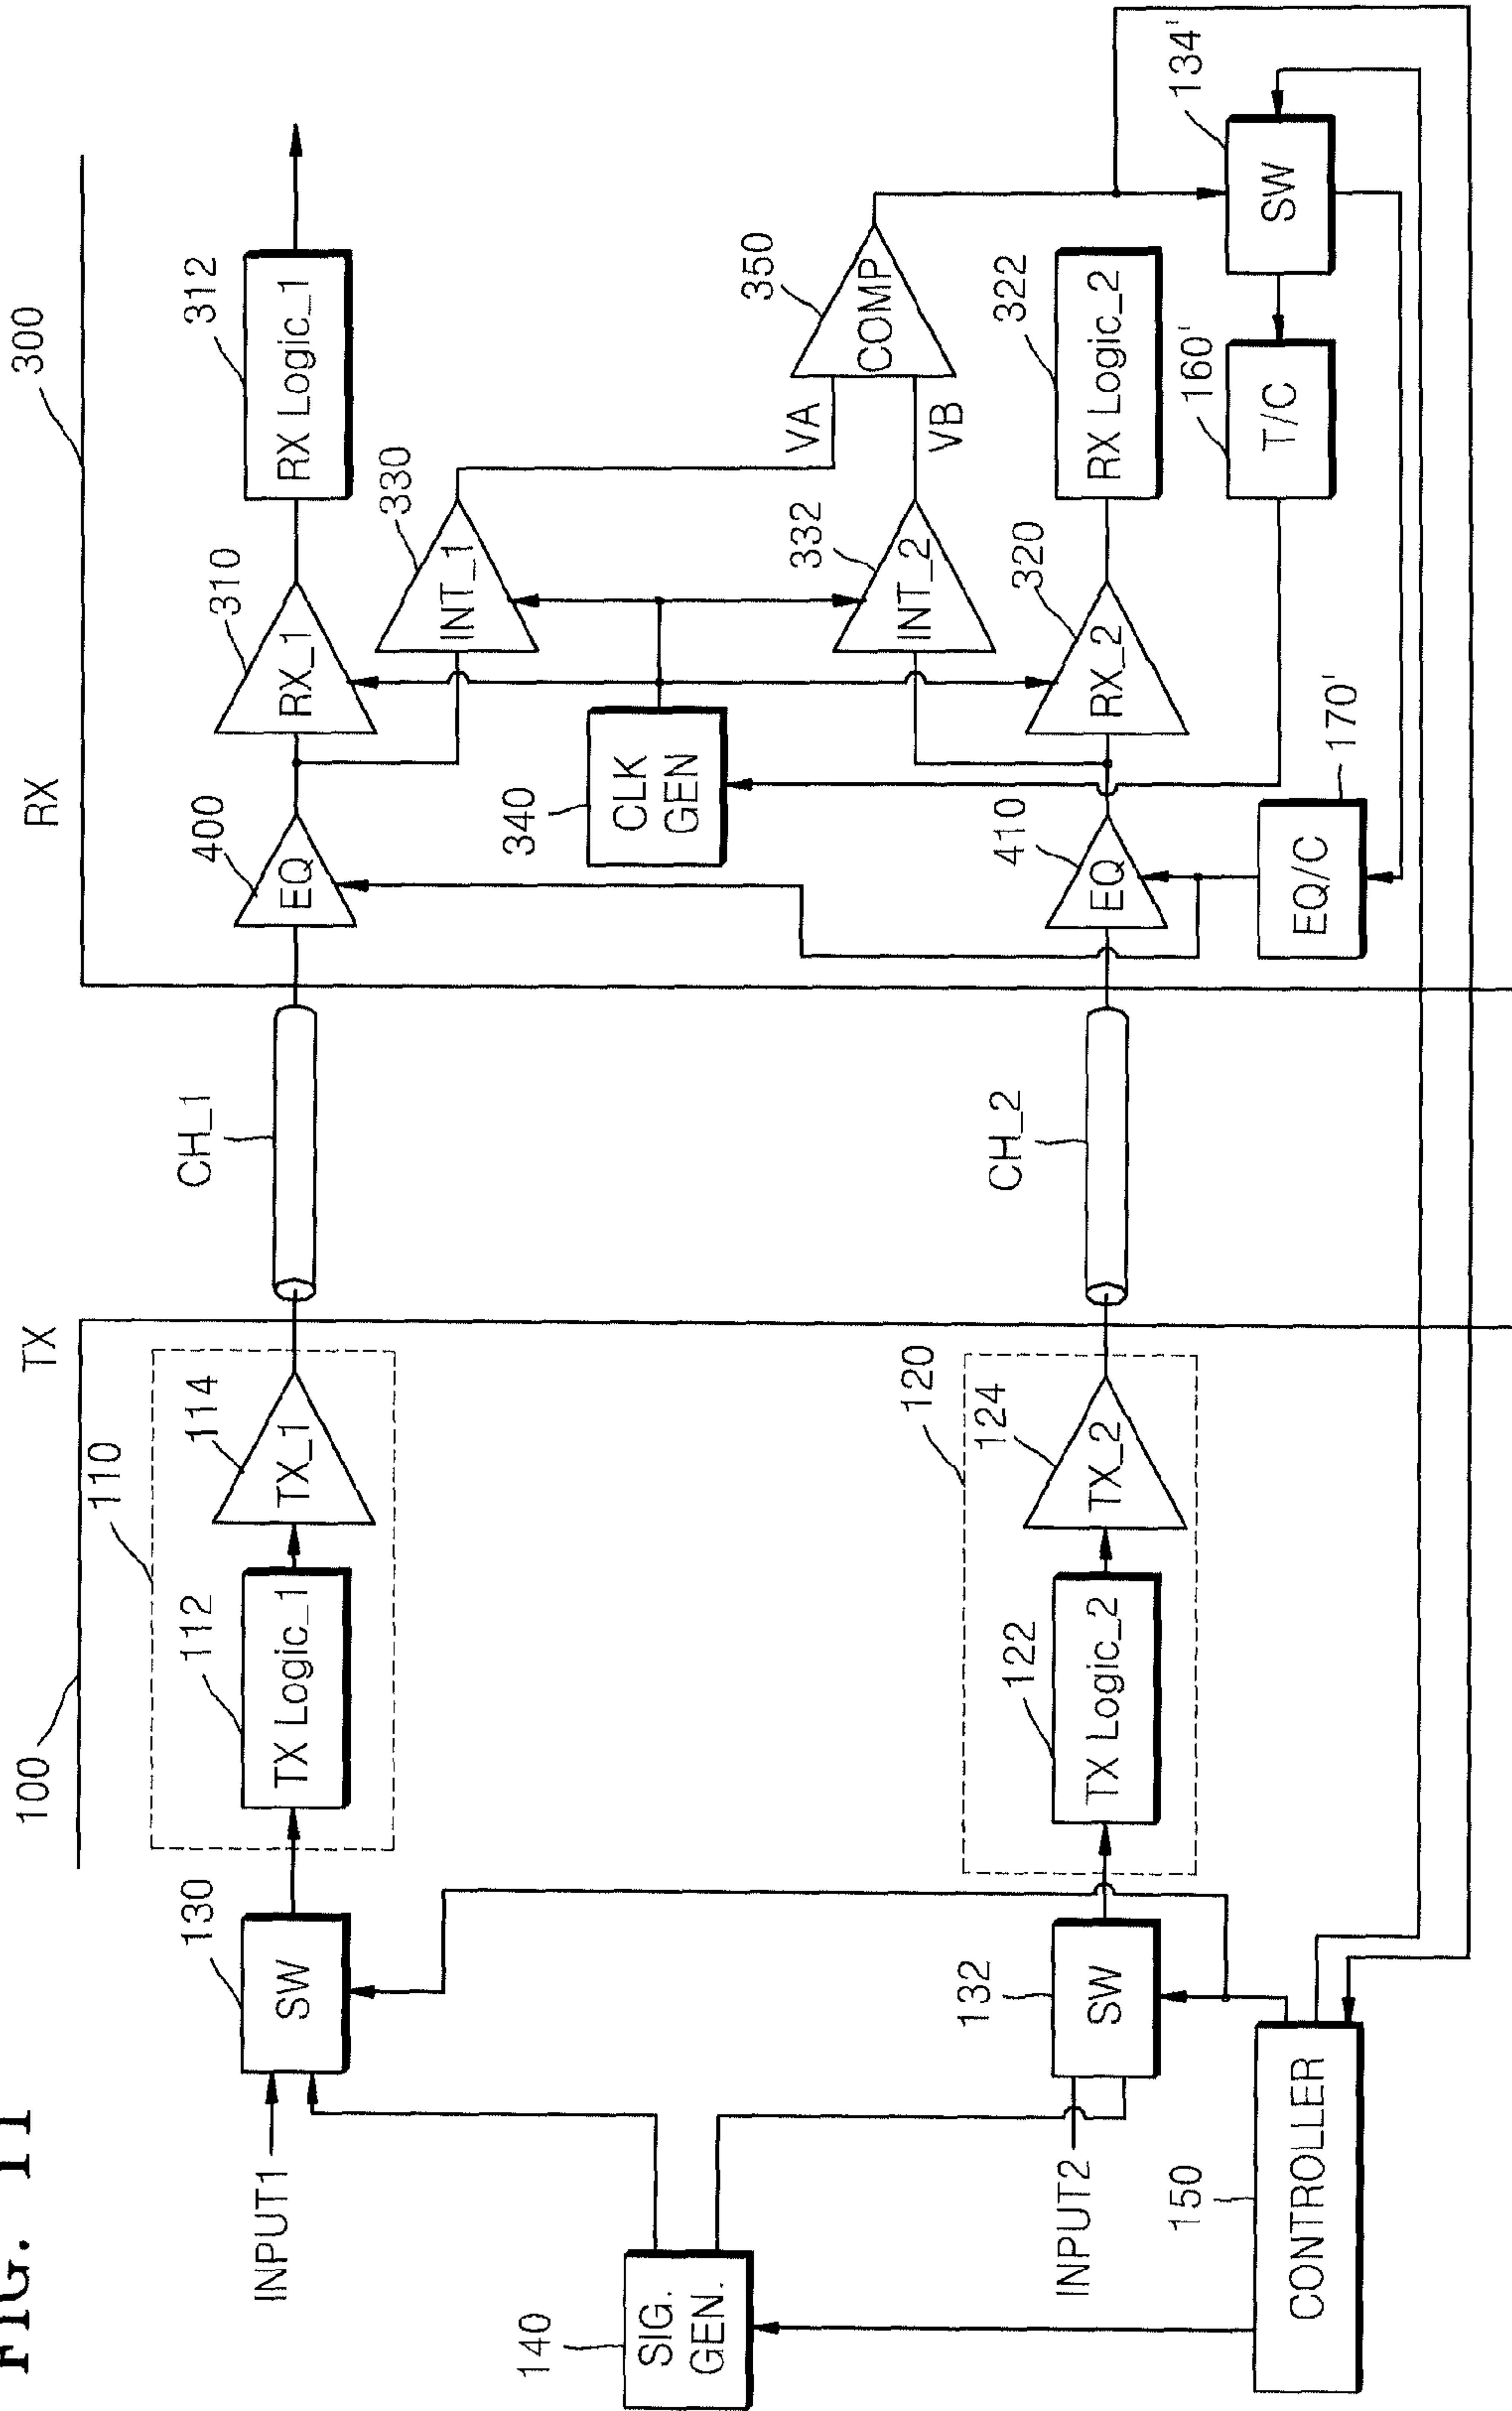 FIG. 11
100
TX
RX
300
INPUT1
130
SW
110
112
TX Logic_1
114
TX_1
CH_1
400
EQ
310
RX_1
312
RX Logic_1
330
INT_1
140
SIG.
GEN.
340
CLK
GEN
VA
VB
350
COMP
332
INT_2
INPUT2
132
SW
120
122
TX Logic_2
124
TX_2
CH_2
410
EQ
320
RX_2
322
RX Logic_2
150
CONTROLLER
170'
EQ/C
160'
T/C
134'
SW